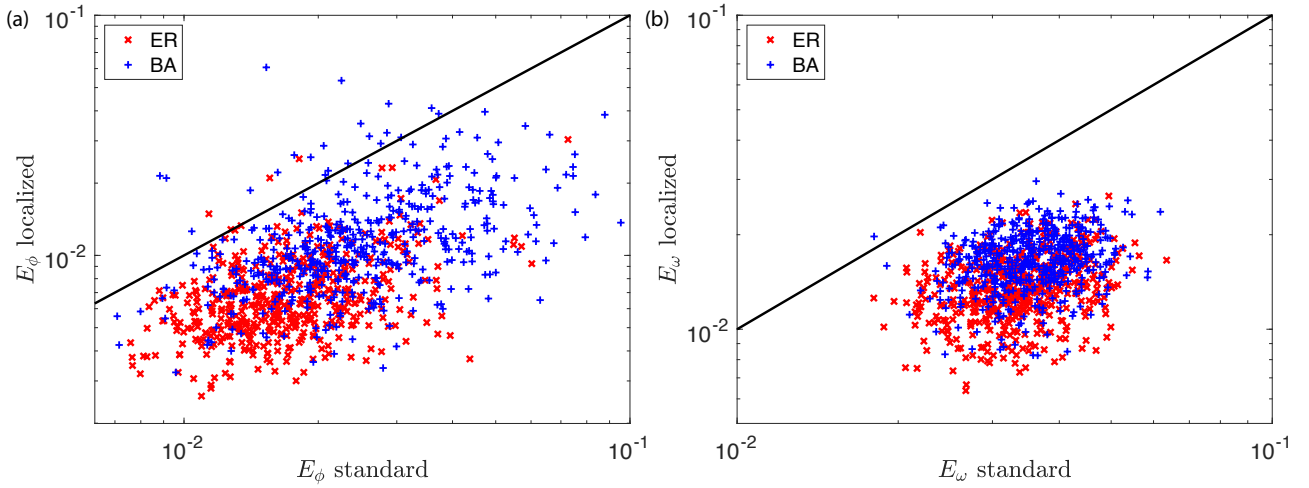 (a)
10^-1
ER
BA
E_ϕ localized
10^-2
10^-2
10^-1
E_ϕ standard
(b)
10^-1
ER
BA
E_ω localized
10^-2
10^-2
10^-1
E_ω standard